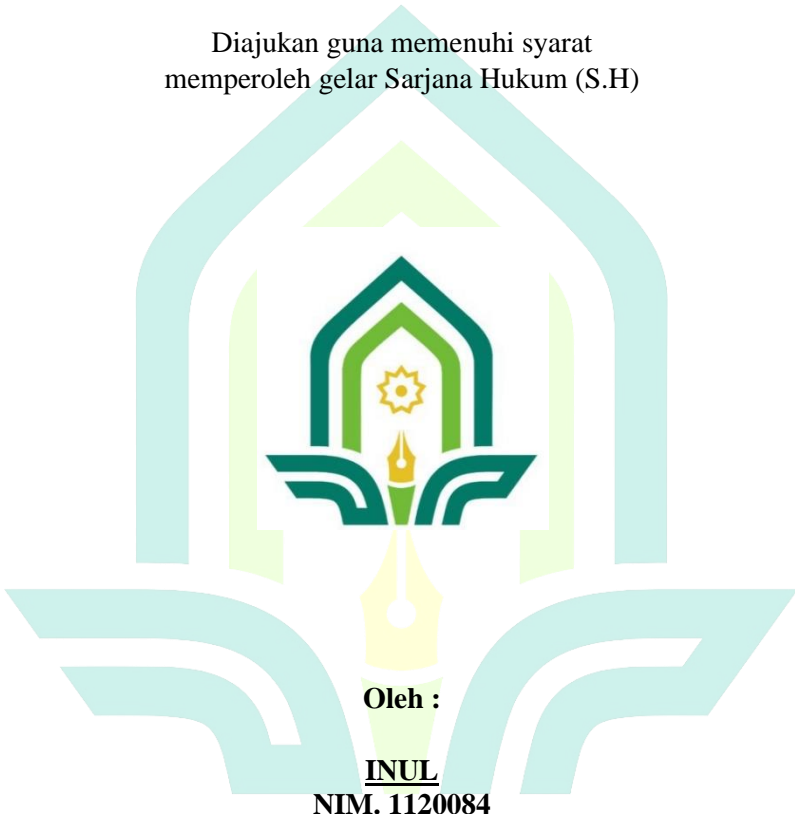 Diajukan guna memenuhi syarat
memperoleh gelar Sarjana Hukum (S.H)
Oleh :
INUL
NIM. 1120084